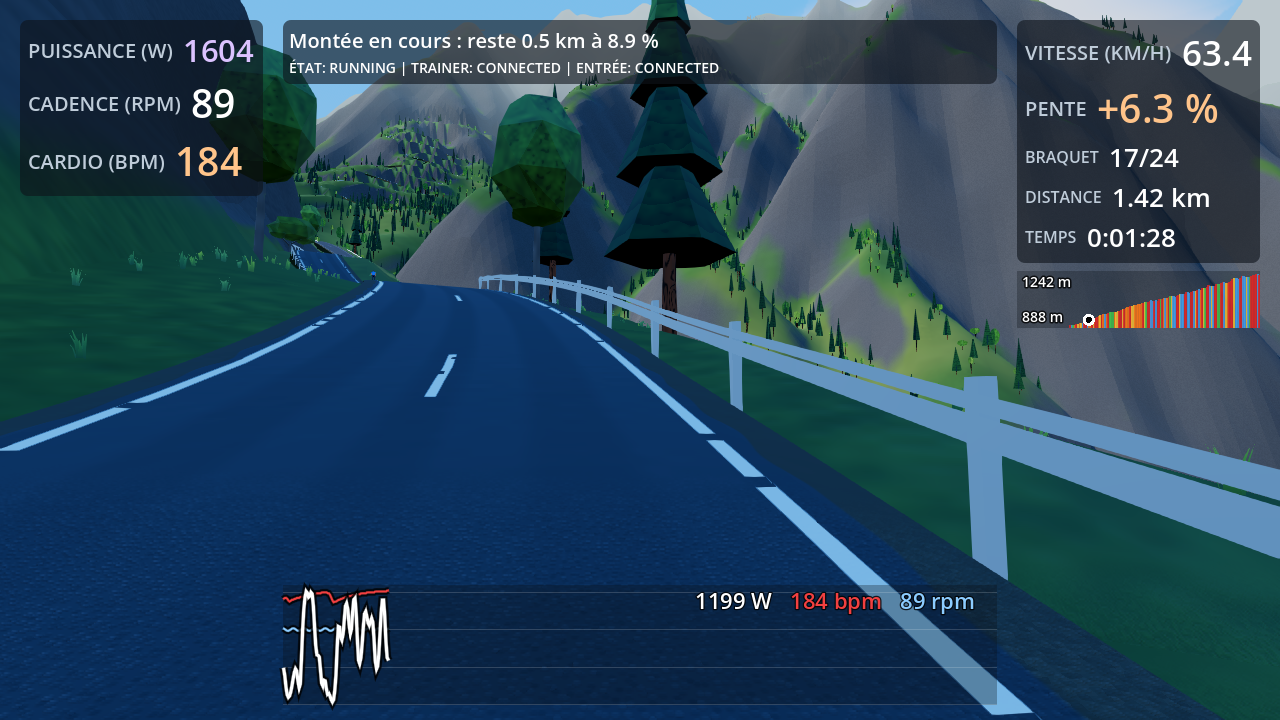 PUISSANCE (W) 1604
CADENCE (RPM) 89
CARDIO (BPM) 184
Montée en cours : reste 0.5 km à 8.9 %
ÉTAT: RUNNING | TRAINER: CONNECTED | ENTRÉE: CONNECTED
VITESSE (KM/H) 63.4
PENTE +6.3 %
BRAQUET 17/24
DISTANCE 1.42 km
TEMPS 0:01:28
1242 m
888 m
1199 W 184 bpm 89 rpm